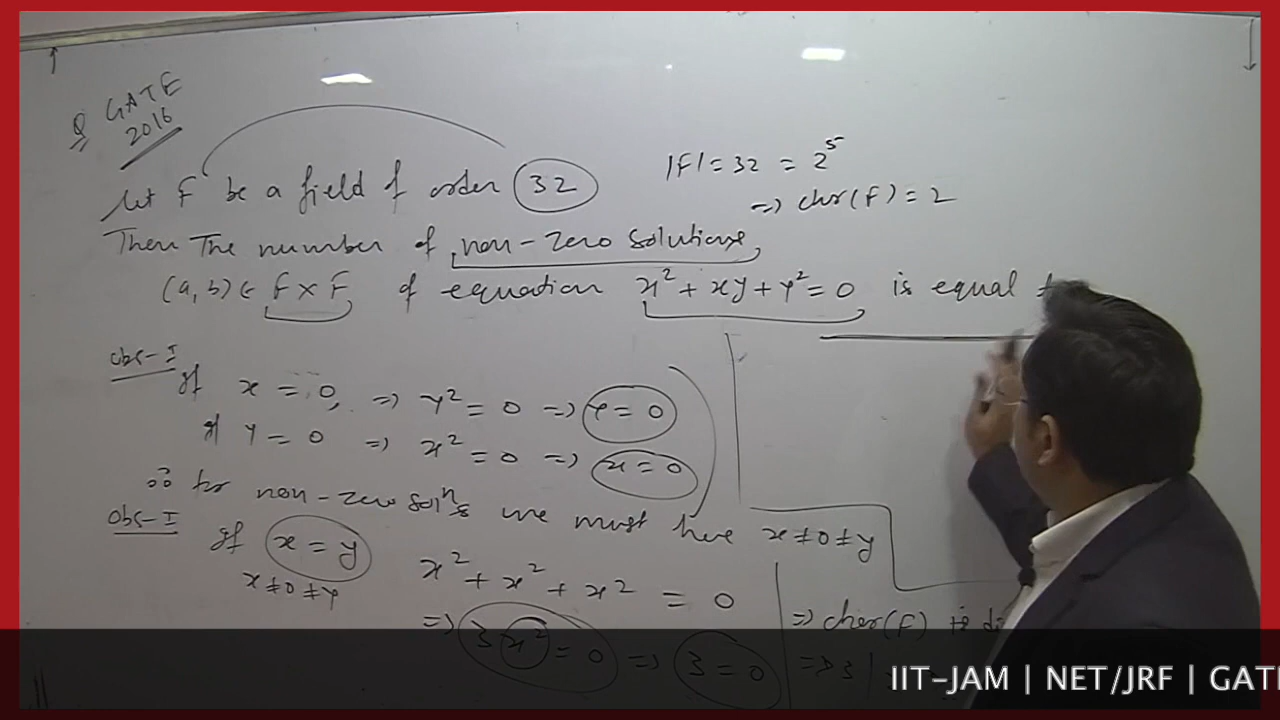 Q GATE 2016
Let F be a field of order 32
|F| = 32 = 2^5
=> char(F) = 2
Then The number of non-zero solutions
(a, b) ∈ F × F of equation x² + xy + y² = 0 is equal
Obs-I
If x = 0, => y² = 0 => y = 0
If y = 0 => x² = 0 => x = 0
∴ for non-zero solns we must have x ≠ 0 ≠ y
Obs-I
If x = y
x ≠ 0 ≠ y
x² + x² + x² = 0
=> 3x² = 0 => 3 = 0
=> char(F) is
=> 3 |
IIT-JAM | NET/JRF | GATE